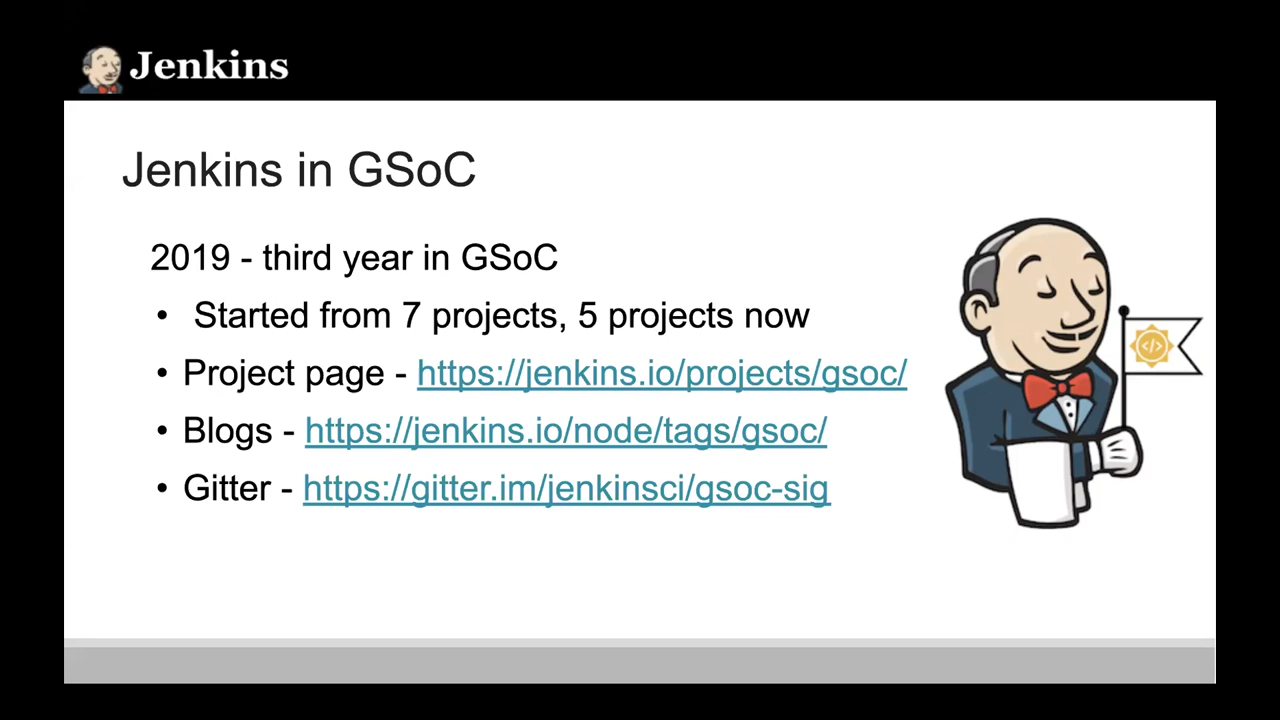 Jenkins
Jenkins in GSoC
2019 - third year in GSoC
• Started from 7 projects, 5 projects now
• Project page - https://jenkins.io/projects/gsoc/
• Blogs - https://jenkins.io/node/tags/gsoc/
• Gitter - https://gitter.im/jenkinsci/gsoc-sig